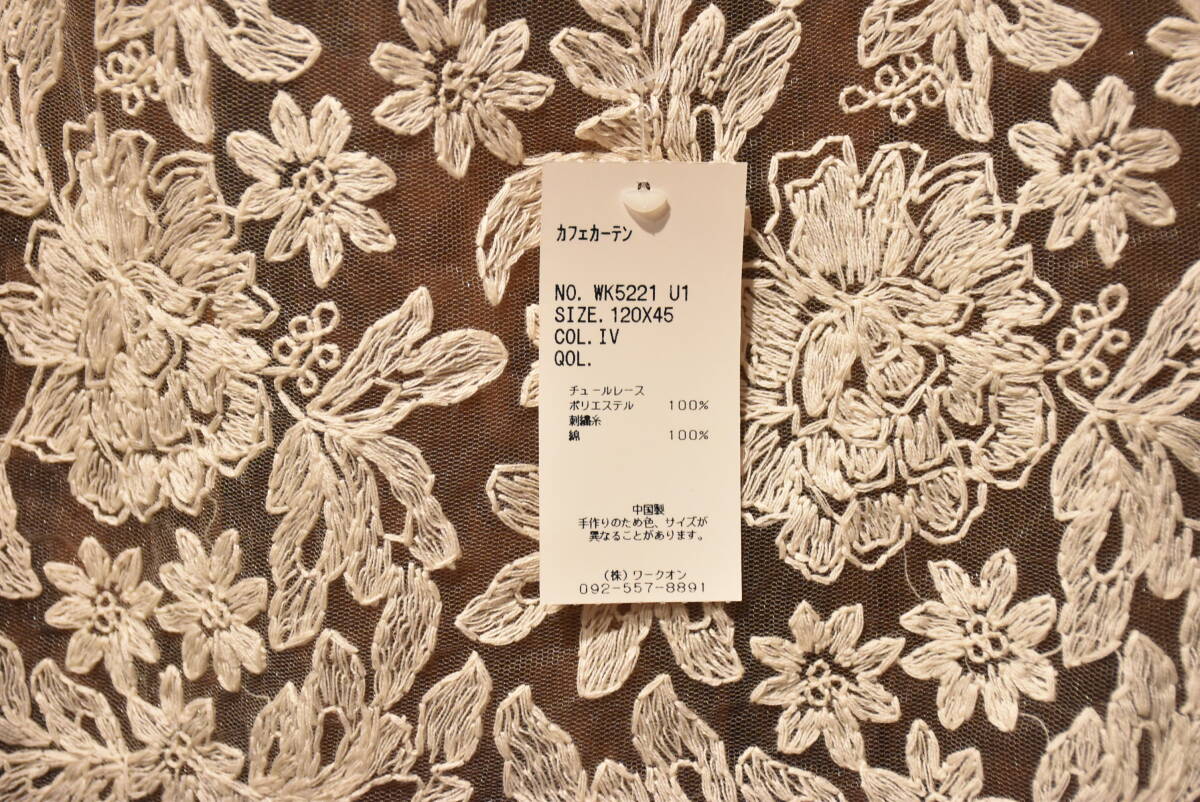 カフェカーテン
NO. WK5221 U1
SIZE. 120X45
COL. IV
QOL.
チュールレース
ポリエステル 100%
刺繍糸
綿 100%
中国製
手作りのため色、サイズが
異なることがあります。
(株)ワークオン
092-557-8891